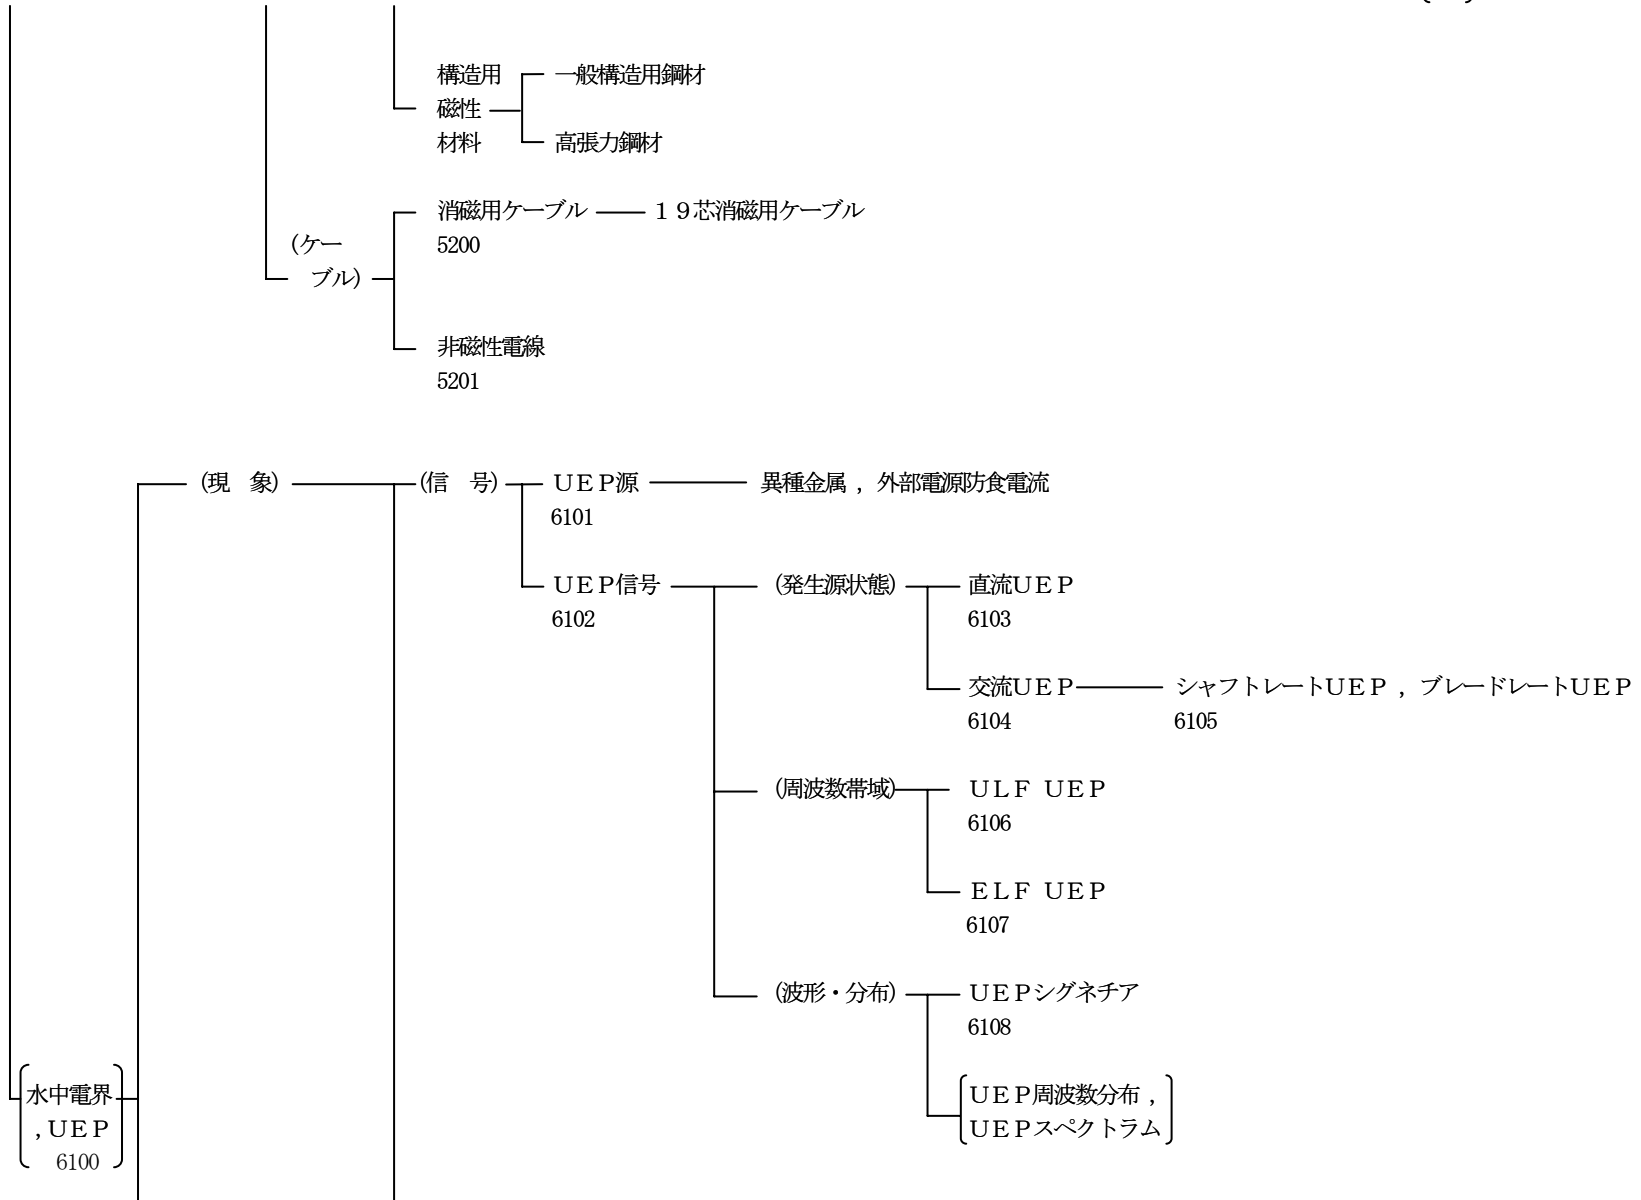 構造用
磁性
材料
一般構造用鋼材
高張力鋼材
消磁用ケーブル
5200
１９芯消磁用ケーブル
(ケー
ブル)
非磁性電線
5201
(現　象)
(信　号)
ＵＥＰ源
6101
異種金属，外部電源防食電流
ＵＥＰ信号
6102
(発生源状態)
直流ＵＥＰ
6103
交流ＵＥＰ
6104
シャフトレートＵＥＰ，ブレードレートＵＥＰ
6105
(周波数帯域)
ＵＬＦ ＵＥＰ
6106
ＥＬＦ ＵＥＰ
6107
(波形・分布)
ＵＥＰシグネチア
6108
ＵＥＰ周波数分布，
ＵＥＰスペクトラム
水中電界
，ＵＥＰ
6100